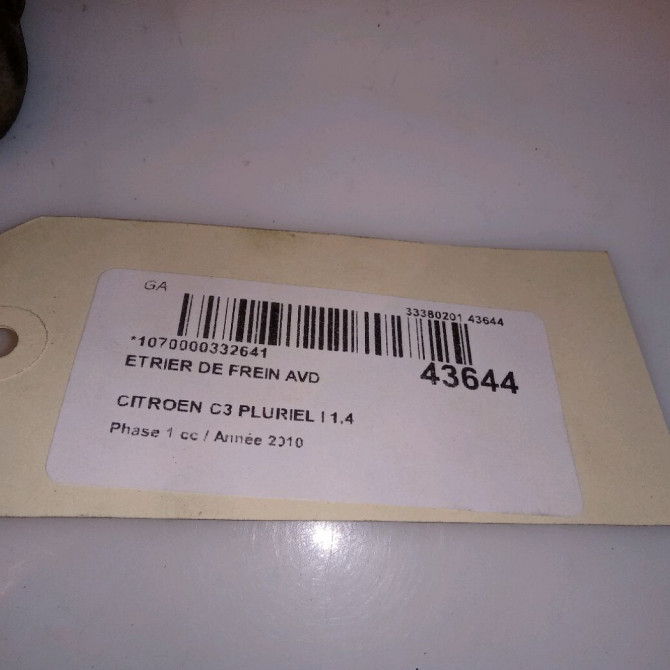 GA
33380201 43644
*1070000332641
ETRIER DE FREIN AVD
43644
CITROEN C3 PLURIEL I 1.4
Phase 1 cc / Année 2010